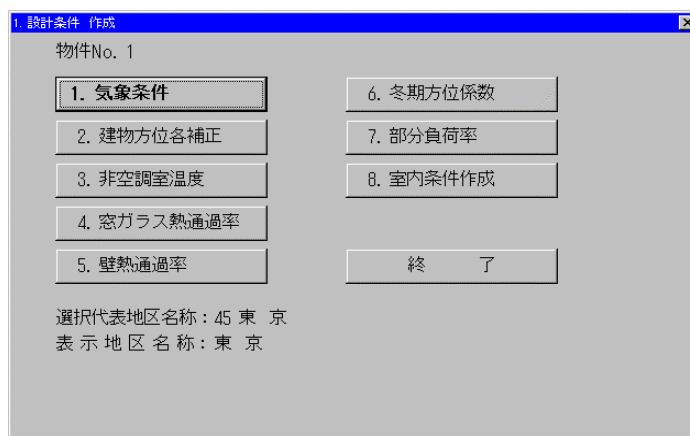 1. 設計条件 作成
物件No. 1
1. 気象条件
2. 建物方位各補正
3. 非空調室温度
4. 窓ガラス熱通過率
5. 壁熱通過率
6. 冬期方位係数
7. 部分負荷率
8. 室内条件作成
終 了
選択代表地区名称：45 東 京
表 示 地 区 名 称：東 京